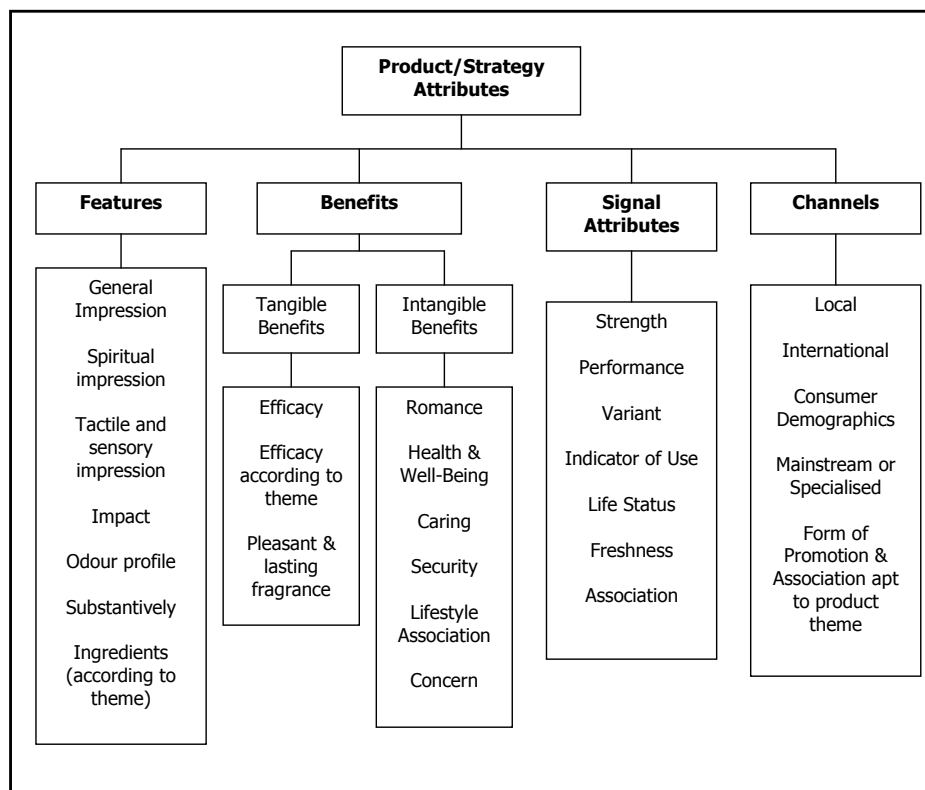 Product/Strategy
Attributes
Features
Benefits
Signal
Attributes
Channels
General
Impression
Spiritual
impression
Tactile and
sensory
impression
Impact
Odour profile
Substantively
Ingredients
(according to
theme)
Tangible
Benefits
Efficacy
Efficacy
according to
theme
Pleasant &
lasting
fragrance
Intangible
Benefits
Romance
Health &
Well-Being
Caring
Security
Lifestyle
Association
Concern
Strength
Performance
Variant
Indicator of Use
Life Status
Freshness
Association
Local
International
Consumer
Demographics
Mainstream or
Specialised
Form of
Promotion &
Association apt
to product
theme